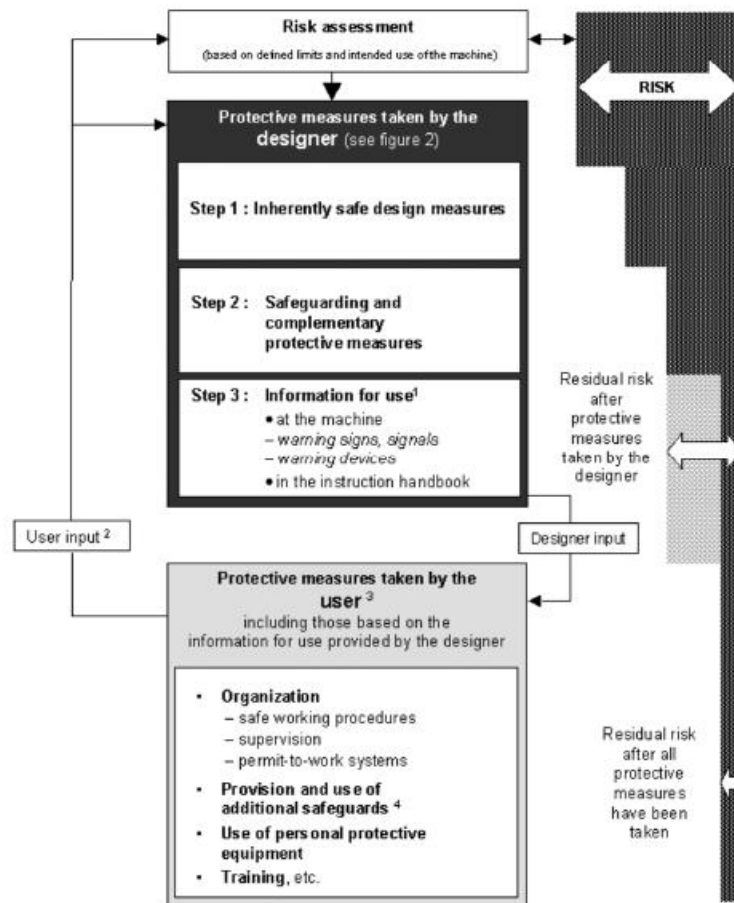 Risk assessment
(based on defined limits and intended use of the machine)
RISK
Protective measures taken by the
designer (see figure 2)
Step 1 : Inherently safe design measures
Step 2 : Safeguarding and
complementary
protective measures
Step 3 : Information for use¹
• at the machine
– warning signs, signals
– warning devices
• in the instruction handbook
Residual risk
after
protective
measures
taken by the
designer
User input ²
Designer input
Protective measures taken by the
user ³
including those based on the
information for use provided by the designer
• Organization
– safe working procedures
– supervision
– permit-to-work systems
• Provision and use of
additional safeguards ⁴
• Use of personal protective
equipment
• Training, etc.
Residual risk
after all
protective
measures
have been
taken